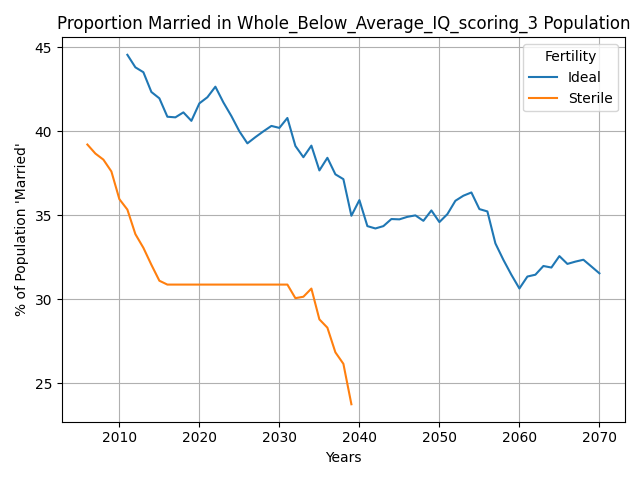 Proportion Married in Whole_Below_Average_IQ_scoring_3 Population
Fertility
Ideal
Sterile
% of Population 'Married'
45
40
35
30
25
2010 2020 2030 2040 2050 2060 2070
Years